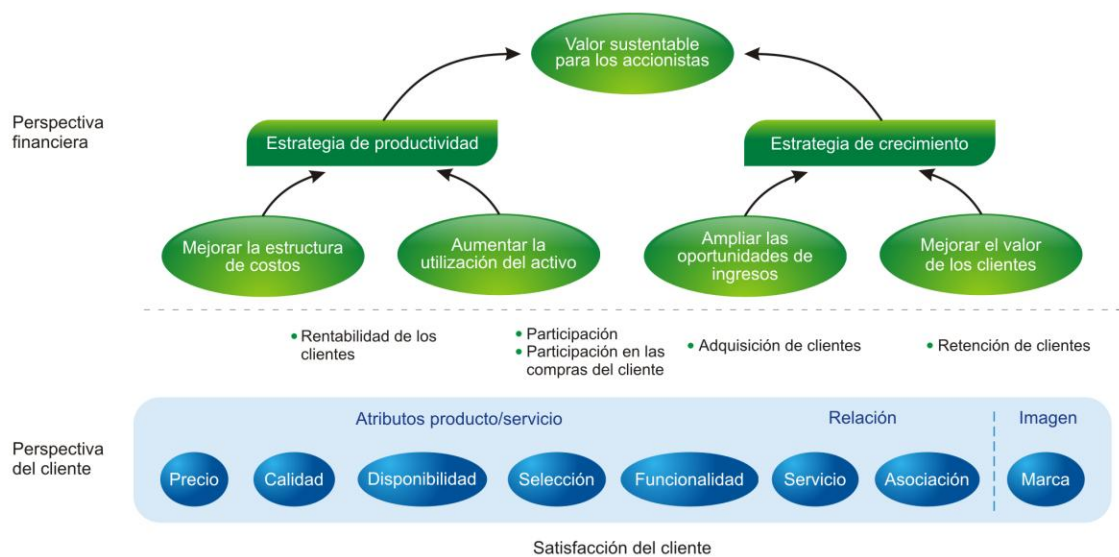 Valor sustentable
para los accionistas
Perspectiva
financiera
Estrategia de productividad
Estrategia de crecimiento
Mejorar la estructura
de costos
Aumentar la
utilización del activo
Ampliar las
oportunidades de
ingresos
Mejorar el valor
de los clientes
• Rentabilidad de los
clientes
• Participación
• Participación en las
compras del cliente
• Adquisición de clientes
• Retención de clientes
Perspectiva
del cliente
Atributos producto/servicio
Relación
Imagen
Precio
Calidad
Disponibilidad
Selección
Funcionalidad
Servicio
Asociación
Marca
Satisfacción del cliente